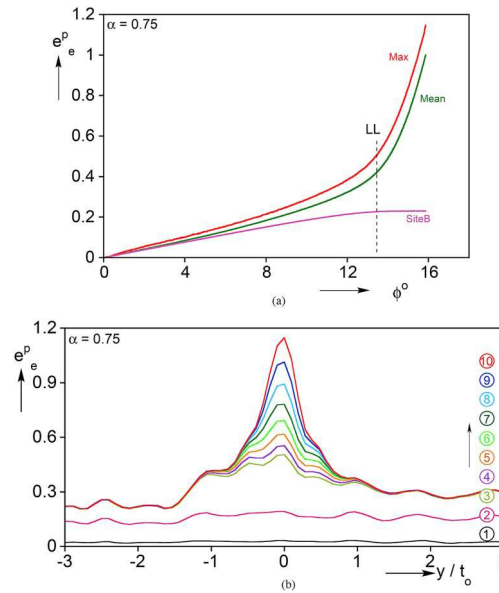 α = 0.75
e^p_e
1.2
1
0.8
0.6
0.4
0.2
0
Max
Mean
LL
SiteB
0 4 8 12 16
ϕ°
(a)
α = 0.75
e^p_e
1.2
0.9
0.6
0.3
0
10
9
8
7
6
5
4
3
2
1
-3 -2 -1 0 1 2
y / t_o
(b)